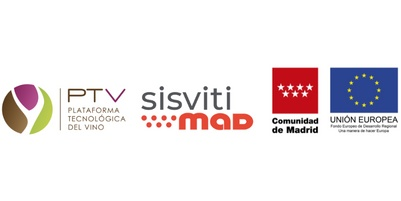 PTV
PLATAFORMA
TECNOLÓGICA
DEL VINO
sisviti
MAD
Comunidad
de Madrid
UNIÓN EUROPEA
Fondo Europeo de Desarrollo Regional
Una manera de hacer Europa